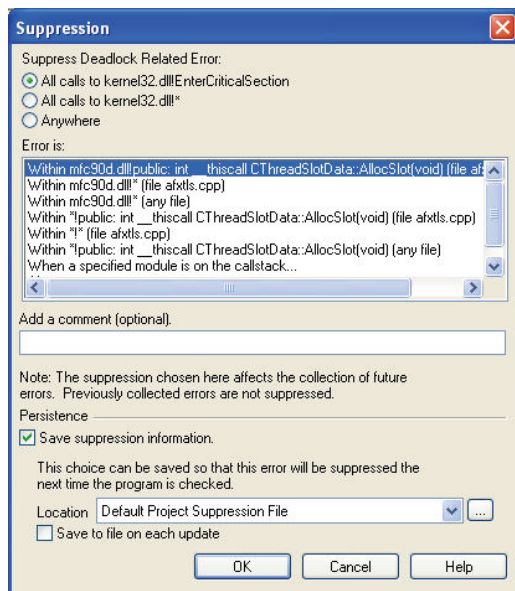 Suppression
Suppress Deadlock Related Error:
All calls to kernel32.dll!EnterCriticalSection
All calls to kernel32.dll!*
Anywhere
Error is:
Within mfc90d.dll!public: int __thiscall CThreadSlotData::AllocSlot(void) (file af
Within mfc90d.dll!* (file afxtls.cpp)
Within mfc90d.dll!* (any file)
Within *!public: int __thiscall CThreadSlotData::AllocSlot(void) (file afxtls.cpp)
Within *!* (file afxtls.cpp)
Within *!public: int __thiscall CThreadSlotData::AllocSlot(void) (any file)
When a specified module is on the callstack...
Add a comment (optional).
Note: The suppression chosen here affects the collection of future
errors. Previously collected errors are not suppressed.
Persistence
Save suppression information.
This choice can be saved so that this error will be suppressed the
next time the program is checked.
Location Default Project Suppression File ...
Save to file on each update
OK Cancel Help